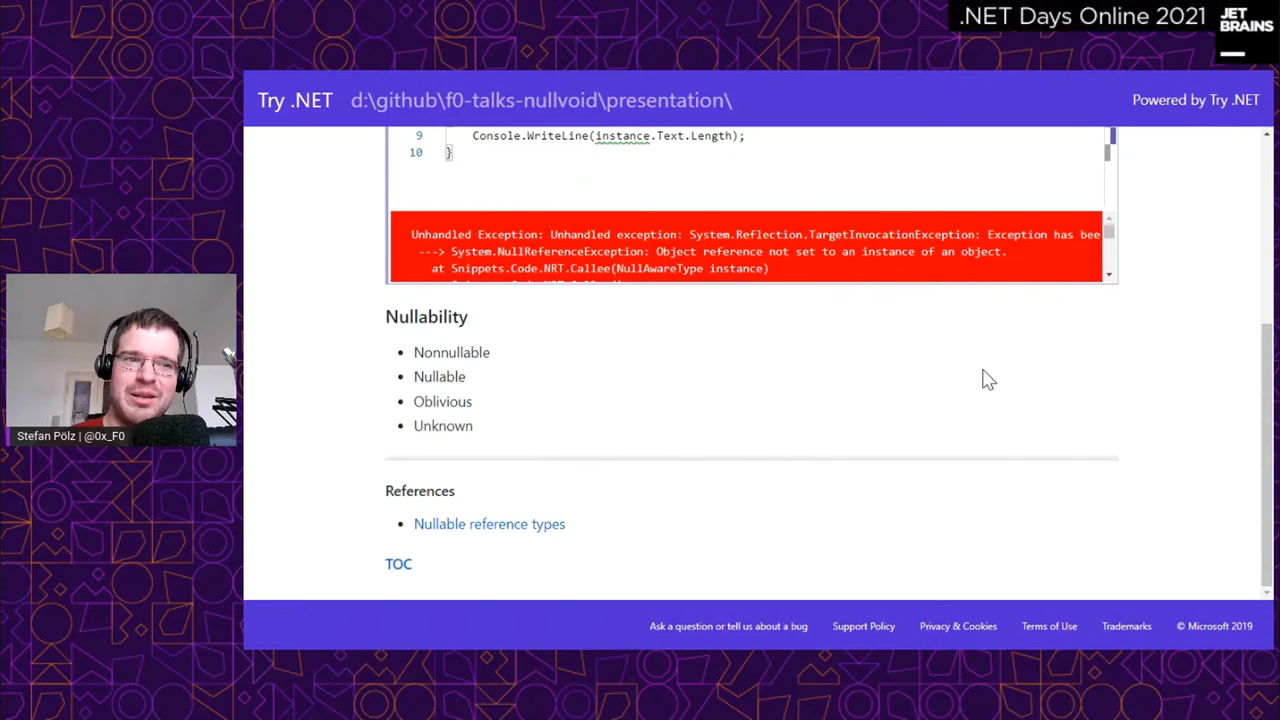 .NET Days Online 2021
JET
BRAINS
Try .NET d:\github\f0-talks-nullvoid\presentation\
Powered by Try .NET
9 Console.WriteLine(instance.Text.Length);
10 }
Unhandled Exception: Unhandled exception: System.Reflection.TargetInvocationException: Exception has bee
---> System.NullReferenceException: Object reference not set to an instance of an object.
at Snippets.Code.NRT.Callee(NullAwareType instance)
Nullability
• Nonnullable
• Nullable
• Oblivious
• Unknown
Stefan Pölz | @0x_F0
References
• Nullable reference types
TOC
Ask a question or tell us about a bug Support Policy Privacy & Cookies Terms of Use Trademarks © Microsoft 2019